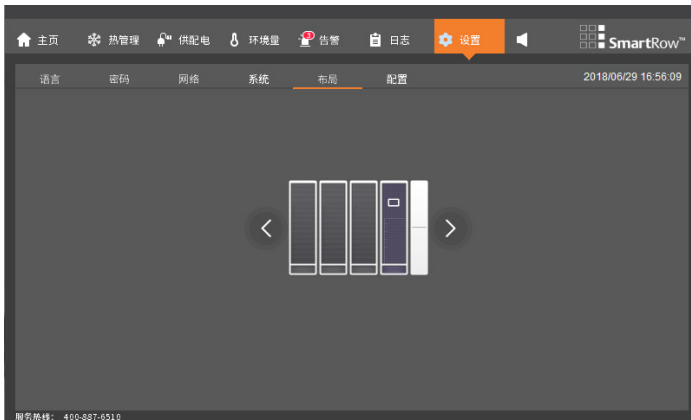 主页 热管理 供配电 环境量 3 告警 日志 设置 SmartRow™
语言 密码 网络 系统 布局 配置 2018/06/29 16:56:09
服务热线： 400-887-6510